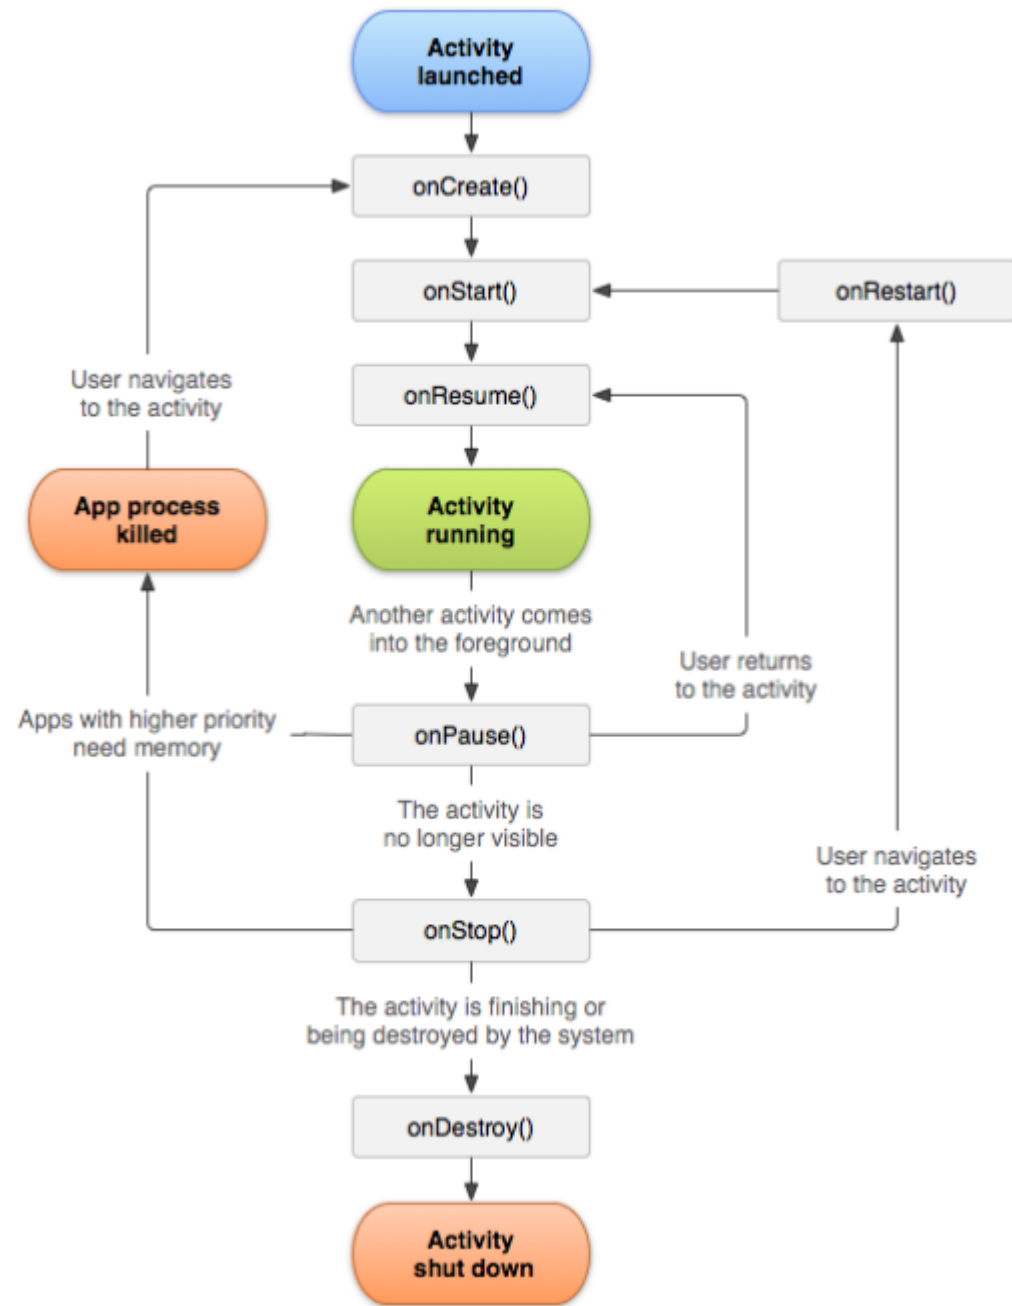 Activity
launched
onCreate()
onStart()
onRestart()
User navigates
to the activity
onResume()
App process
killed
Activity
running
Another activity comes
into the foreground
User returns
to the activity
Apps with higher priority
need memory
onPause()
The activity is
no longer visible
User navigates
to the activity
onStop()
The activity is finishing or
being destroyed by the system
onDestroy()
Activity
shut down